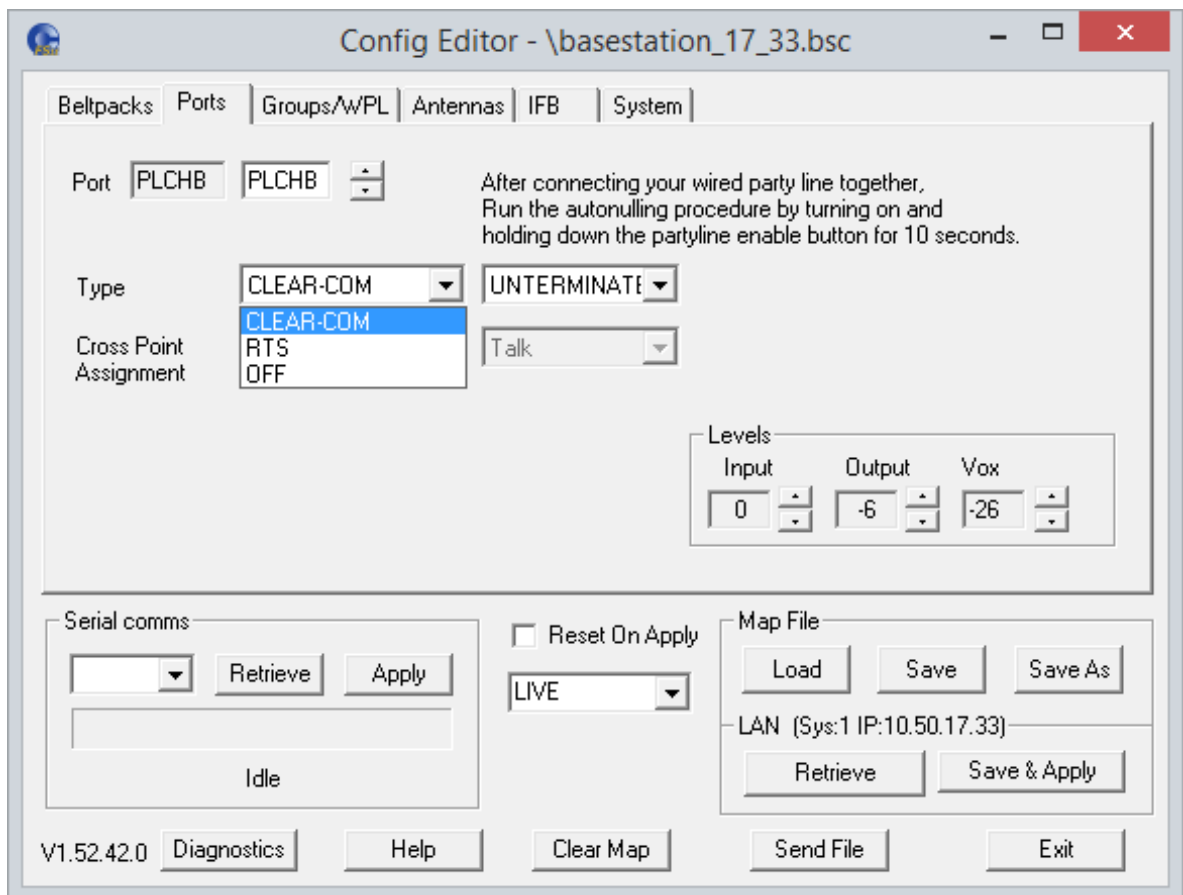 Config Editor - \basestation_17_33.bsc
Beltpacks Ports Groups/WPL Antennas IFB System
Port PLCHB PLCHB
After connecting your wired party line together,
Run the autonulling procedure by turning on and
holding down the partyline enable button for 10 seconds.
Type CLEAR-COM UNTERMINATE
CLEAR-COM
RTS
OFF
Cross Point
Assignment
Talk
Levels
Input Output Vox
0 -6 -26
Serial comms
Retrieve Apply
Idle
Reset On Apply
LIVE
Map File
Load Save Save As
LAN (Sys:1 IP:10.50.17.33)
Retrieve Save & Apply
V1.52.42.0 Diagnostics Help Clear Map Send File Exit